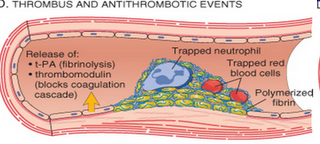 D. THROMBUS AND ANTITHROMBOTIC EVENTS
Release of:
• t-PA (fibrinolysis)
• thrombomodulin
(blocks coagulation
cascade)
Trapped neutrophil
Trapped red
blood cells
Polymerized
fibrin